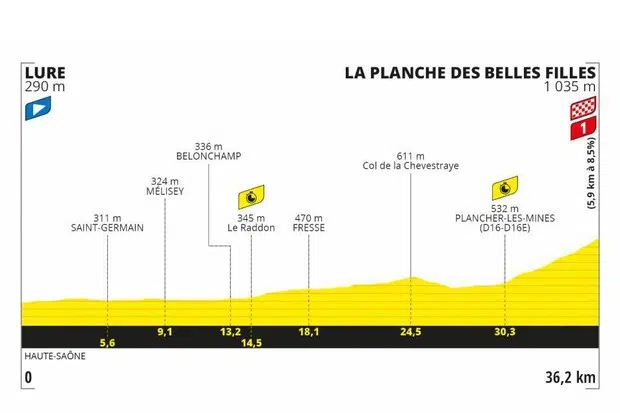 LURE
290 m
LA PLANCHE DES BELLES FILLES
1 035 m
1
(5,9 km à 8,5%)
336 m
BELONCHAMP
611 m
Col de la Chevestraye
324 m
MÉLISEY
532 m
PLANCHER-LES-MINES
(D16-D16E)
311 m
SAINT-GERMAIN
345 m
Le Raddon
470 m
FRESSE
5,6
9,1
13,2
14,5
18,1
24,5
30,3
HAUTE-SAÔNE
0
36,2 km